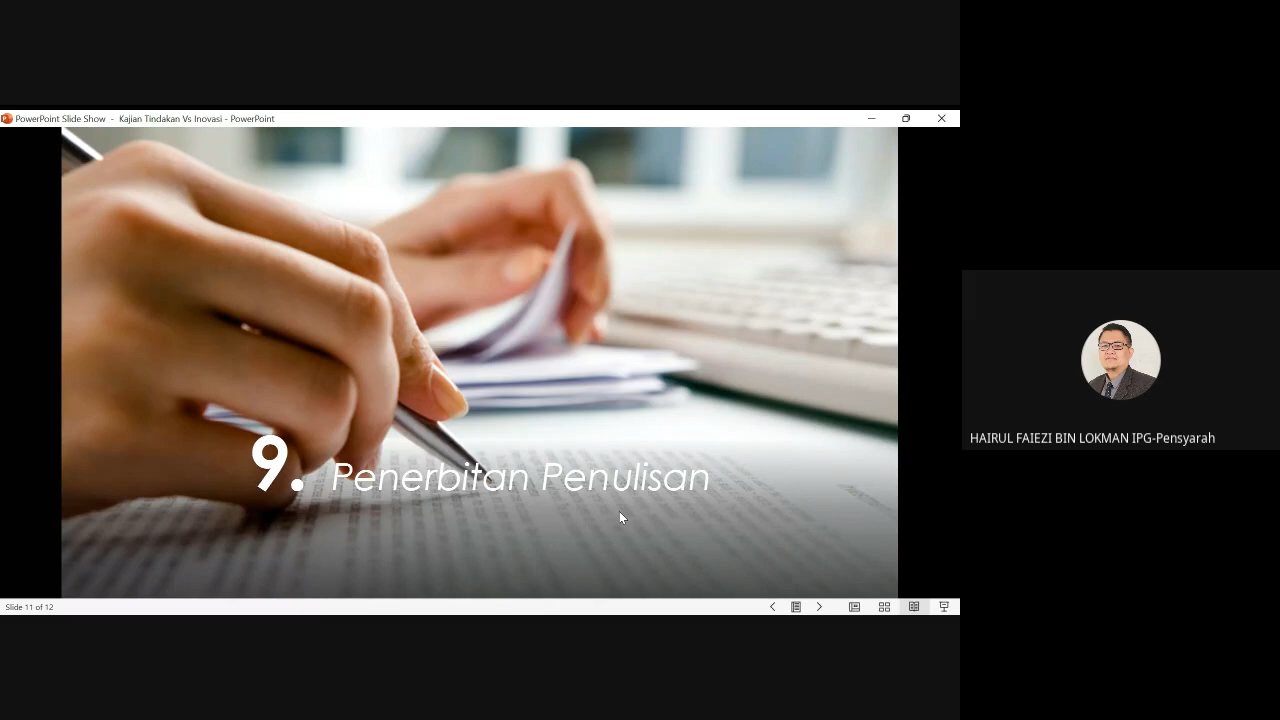 PowerPoint Slide Show - Kajian Tindakan Vs Inovasi - PowerPoint
9. Penerbitan Penulisan
HAIRUL FAIEZI BIN LOKMAN IPG-Pensyarah
Slide 11 of 12